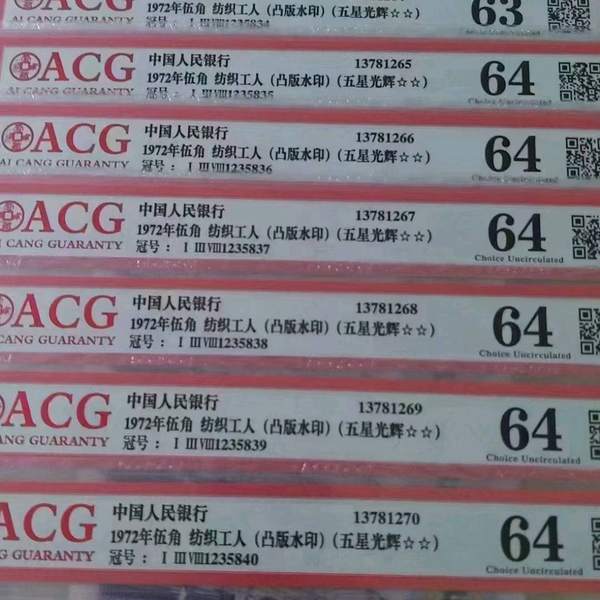 ACG
AI CANG GUARANTY
1972年伍角 纺织工人（凸版水印）（五星光辉☆☆）
冠号： Ⅰ Ⅲ Ⅷ1235834
63
ACG
AI CANG GUARANTY
中国人民银行 13781265
1972年伍角 纺织工人（凸版水印）（五星光辉☆☆）
冠号： Ⅰ Ⅲ Ⅷ1235835
64
Choice Uncirculated
ACG
AI CANG GUARANTY
中国人民银行 13781266
1972年伍角 纺织工人（凸版水印）（五星光辉☆☆）
冠号： Ⅰ Ⅲ Ⅷ1235836
64
Choice Uncirculated
ACG
I CANG GUARANTY
中国人民银行 13781267
1972年伍角 纺织工人（凸版水印）（五星光辉☆☆）
冠号： Ⅰ Ⅲ Ⅷ1235837
64
Choice Uncirculated
ACG
CANG GUARANTY
中国人民银行 13781268
1972年伍角 纺织工人（凸版水印）（五星光辉☆☆）
冠号： Ⅰ Ⅲ Ⅷ1235838
64
Choice Uncirculated
ACG
ANG GUARANTY
中国人民银行 13781269
1972年伍角 纺织工人（凸版水印）（五星光辉☆☆）
冠号： Ⅰ Ⅲ Ⅷ1235839
64
Choice Uncirculated
ACG
G GUARANTY
中国人民银行 13781270
1972年伍角 纺织工人（凸版水印）（五星光辉☆☆）
冠号： Ⅰ Ⅲ Ⅷ1235840
64
Choice Uncirculated